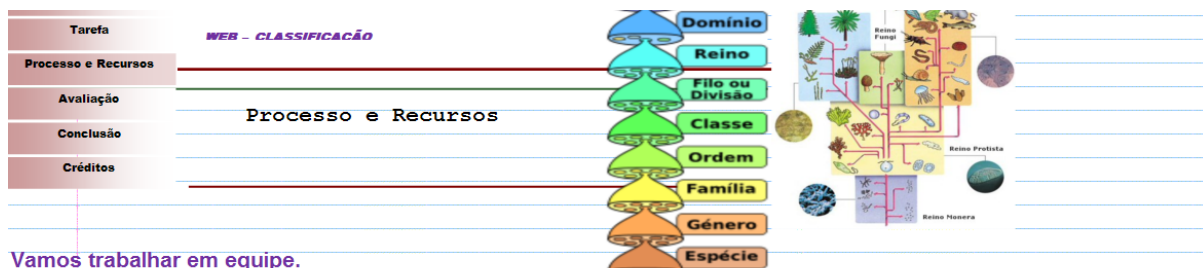 Tarefa
Processo e Recursos
Avaliação
Conclusão
Créditos
WEB – CLASSIFICAÇÃO
Processo e Recursos
Domínio
Reino
Filo ou
Divisão
Classe
Ordem
Família
Género
Espécie
Reino
Fungi
Reino Protista
Reino Monera
Vamos trabalhar em equipe.